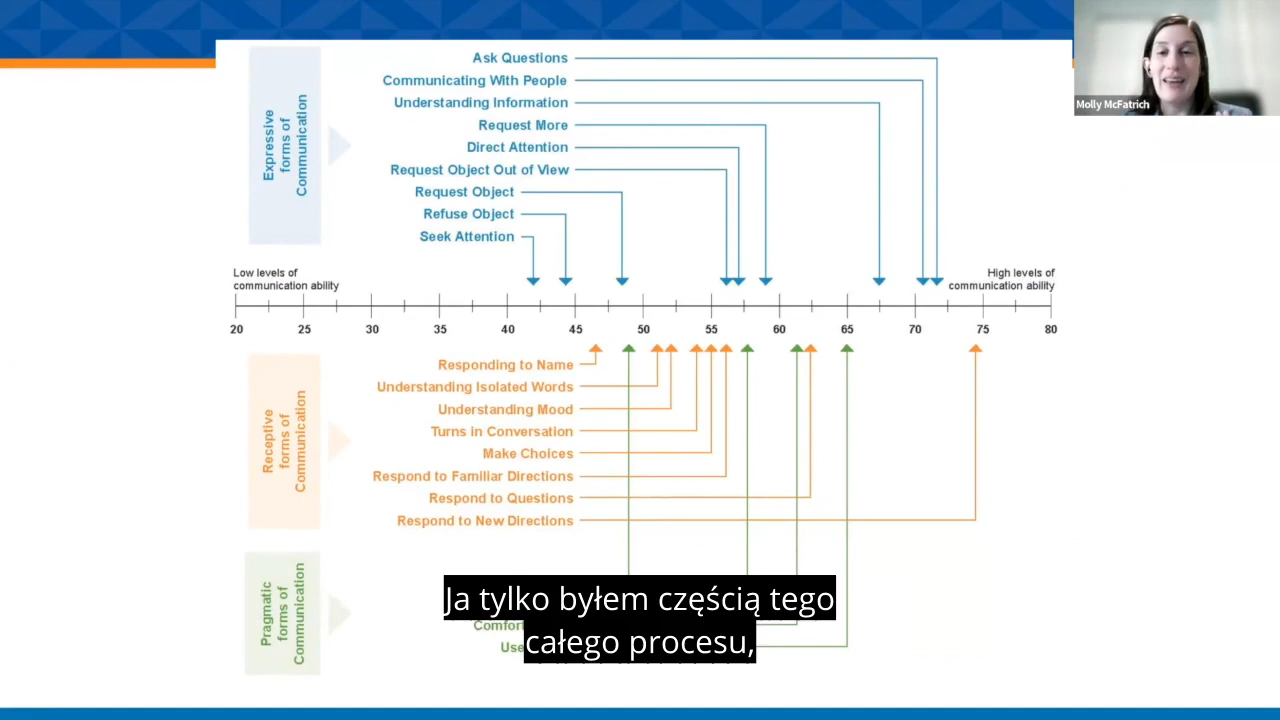 Molly McFatrich
Expressive
forms of
Communication
Ask Questions
Communicating With People
Understanding Information
Request More
Direct Attention
Request Object Out of View
Request Object
Refuse Object
Seek Attention
Low levels of
communication ability
High levels of
communication ability
20 25 30 35 40 45 50 55 60 65 70 75 80
Receptive
forms of
Communication
Responding to Name
Understanding Isolated Words
Understanding Mood
Turns in Conversation
Make Choices
Respond to Familiar Directions
Respond to Questions
Respond to New Directions
Pragmatic
forms of
Communication
Ja tylko byłem częścią tego
całego procesu,